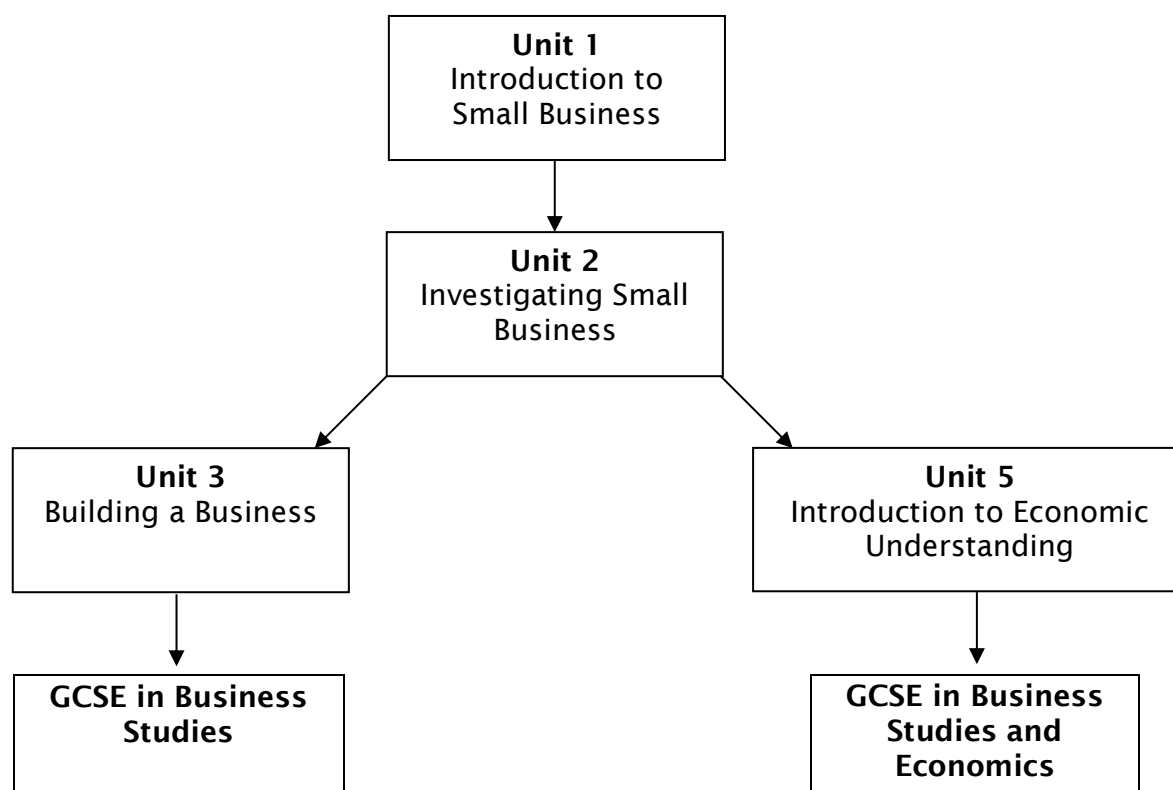 Unit 1
Introduction to
Small Business
Unit 2
Investigating Small
Business
Unit 3
Building a Business
Unit 5
Introduction to Economic
Understanding
GCSE in Business
Studies
GCSE in Business
Studies and
Economics